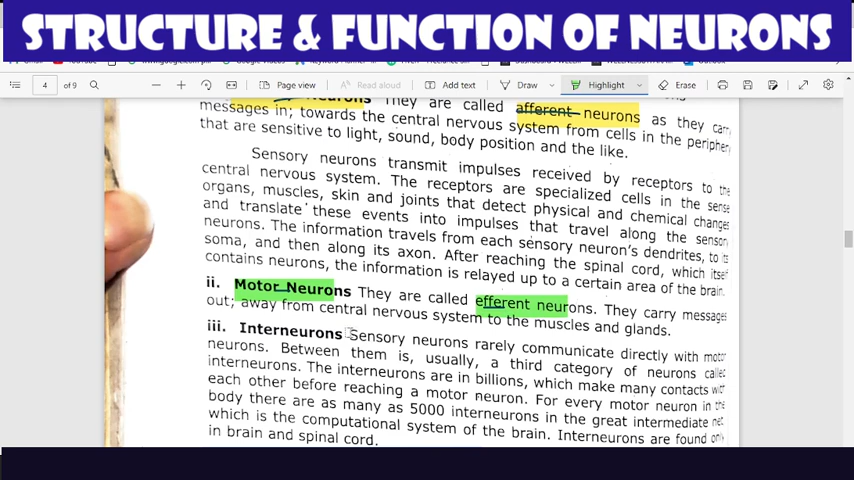 STRUCTURE & FUNCTION OF NEURONS
4 of 9 Page view Read aloud Add text Draw Highlight Erase
Neurons They are called afferent neurons as they carry
messages in; towards the central nervous system from cells in the periphery
that are sensitive to light, sound, body position and the like.
Sensory neurons transmit impulses received by receptors to the
central nervous system. The receptors are specialized cells in the sense
organs, muscles, skin and joints that detect physical and chemical changes
and translate these events into impulses that travel along the sensory
neurons. The information travels from each sensory neuron's dendrites, to its
soma, and then along its axon. After reaching the spinal cord, which itself
contains neurons, the information is relayed up to a certain area of the brain.
ii. Motor Neurons They are called efferent neurons. They carry messages
out; away from central nervous system to the muscles and glands.
iii. Interneurons Sensory neurons rarely communicate directly with motor
neurons. Between them is, usually, a third category of neurons called
interneurons. The interneurons are in billions, which make many contacts with
each other before reaching a motor neuron. For every motor neuron in the
body there are as many as 5000 interneurons in the great intermediate net
which is the computational system of the brain. Interneurons are found only
in brain and spinal cord.